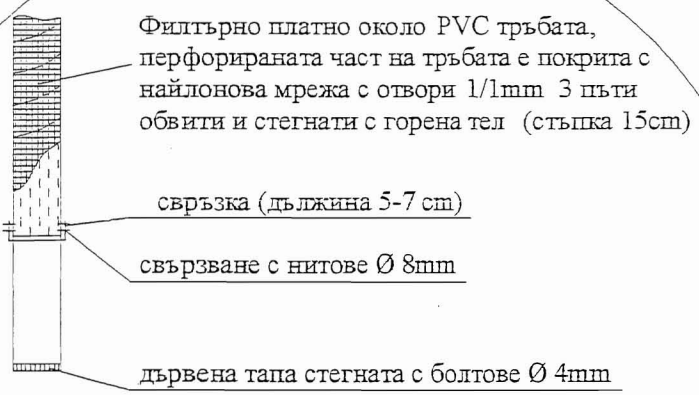 Филтърно платно около PVC тръбата,
перфорираната част на тръбата е покрита с
найлонова мрежа с отвори 1/1mm 3 пъти
обвити и стегнати с горена тел (стъпка 15cm)
свръзка (дължина 5-7 cm)
свързване с нитове Ø 8mm
дървена тапа стегната с болтове Ø 4mm